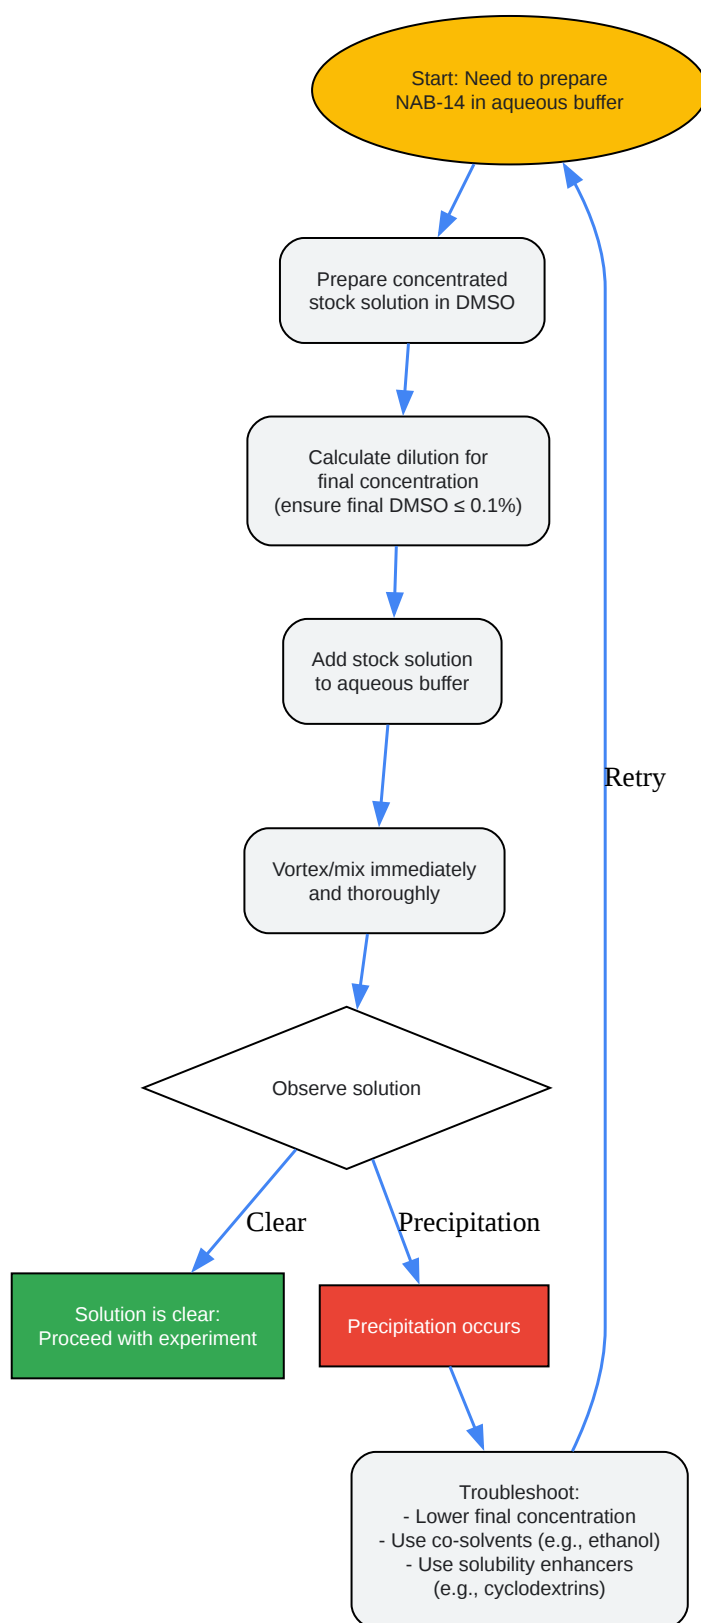 Start: Need to prepare
NAB-14 in aqueous buffer
Prepare concentrated
stock solution in DMSO
Calculate dilution for
final concentration
(ensure final DMSO ≤ 0.1%)
Add stock solution
to aqueous buffer
Retry
Vortex/mix immediately
and thoroughly
Observe solution
Clear
Precipitation
Solution is clear:
Proceed with experiment
Precipitation occurs
Troubleshoot:
- Lower final concentration
- Use co-solvents (e.g., ethanol)
- Use solubility enhancers
(e.g., cyclodextrins)